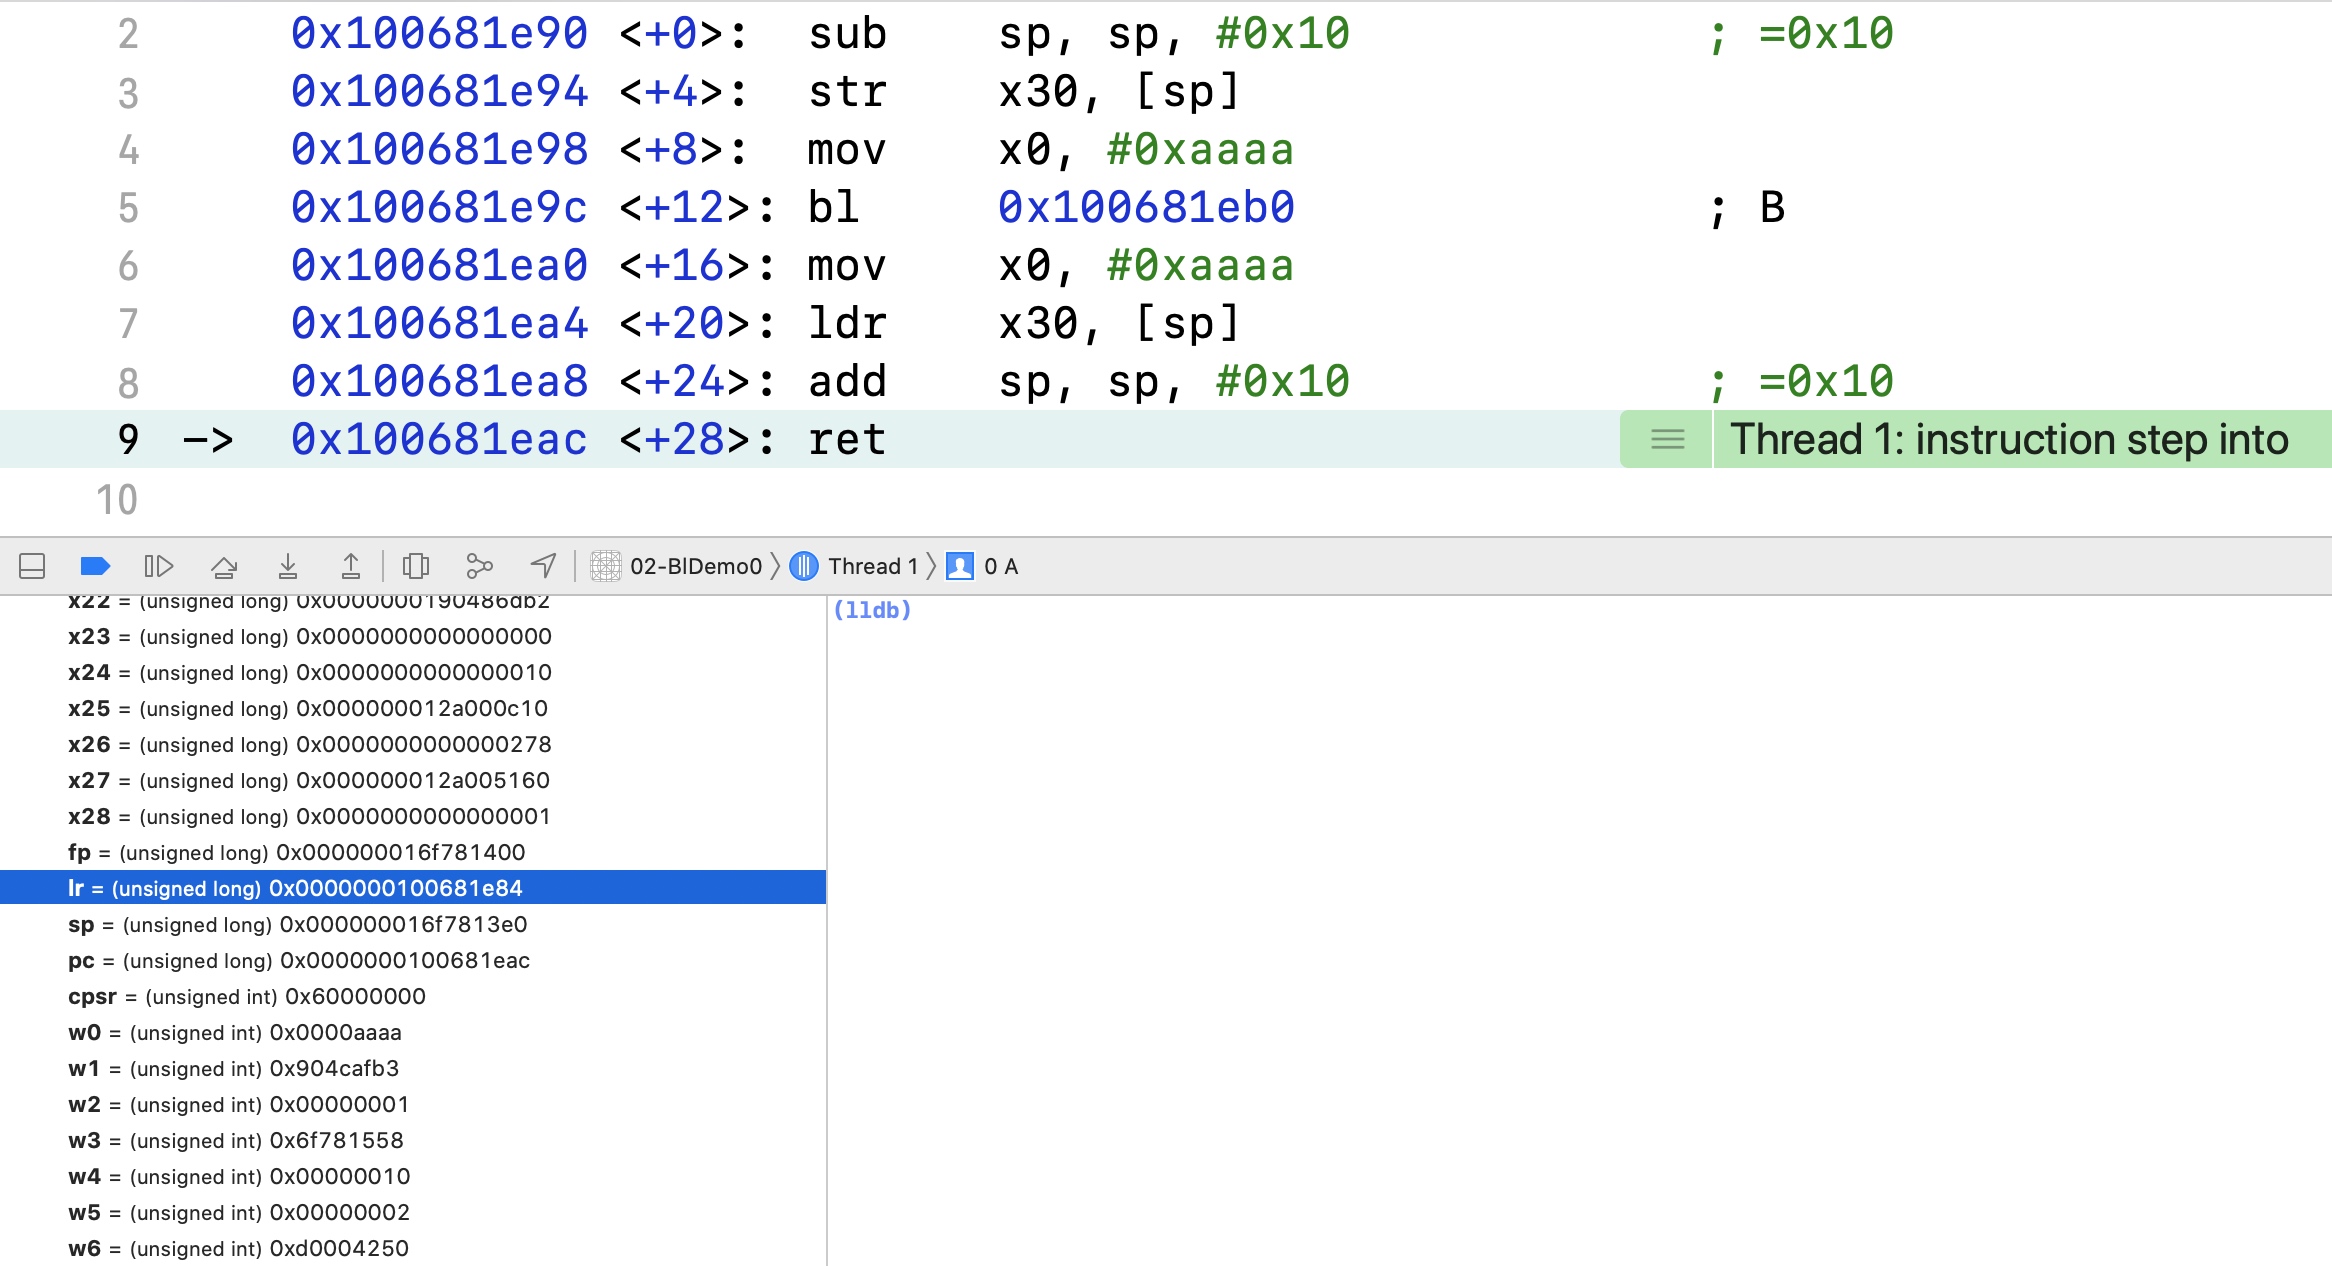 2 0x100681e90 <+0>: sub sp, sp, #0x10 ; =0x10
3 0x100681e94 <+4>: str x30, [sp]
4 0x100681e98 <+8>: mov x0, #0xaaaa
5 0x100681e9c <+12>: bl 0x100681eb0 ; B
6 0x100681ea0 <+16>: mov x0, #0xaaaa
7 0x100681ea4 <+20>: ldr x30, [sp]
8 0x100681ea8 <+24>: add sp, sp, #0x10 ; =0x10
9 -> 0x100681eac <+28>: ret Thread 1: instruction step into
10
02-BlDemo0 〉 Thread 1 〉 0 A
x22 = (unsigned long) 0x0000000190486db2
(lldb)
x23 = (unsigned long) 0x0000000000000000
x24 = (unsigned long) 0x0000000000000010
x25 = (unsigned long) 0x000000012a000c10
x26 = (unsigned long) 0x0000000000000278
x27 = (unsigned long) 0x000000012a005160
x28 = (unsigned long) 0x0000000000000001
fp = (unsigned long) 0x000000016f781400
lr = (unsigned long) 0x0000000100681e84
sp = (unsigned long) 0x000000016f7813e0
pc = (unsigned long) 0x0000000100681eac
cpsr = (unsigned int) 0x60000000
w0 = (unsigned int) 0x0000aaaa
w1 = (unsigned int) 0x904cafb3
w2 = (unsigned int) 0x00000001
w3 = (unsigned int) 0x6f781558
w4 = (unsigned int) 0x00000010
w5 = (unsigned int) 0x00000002
w6 = (unsigned int) 0xd0004250